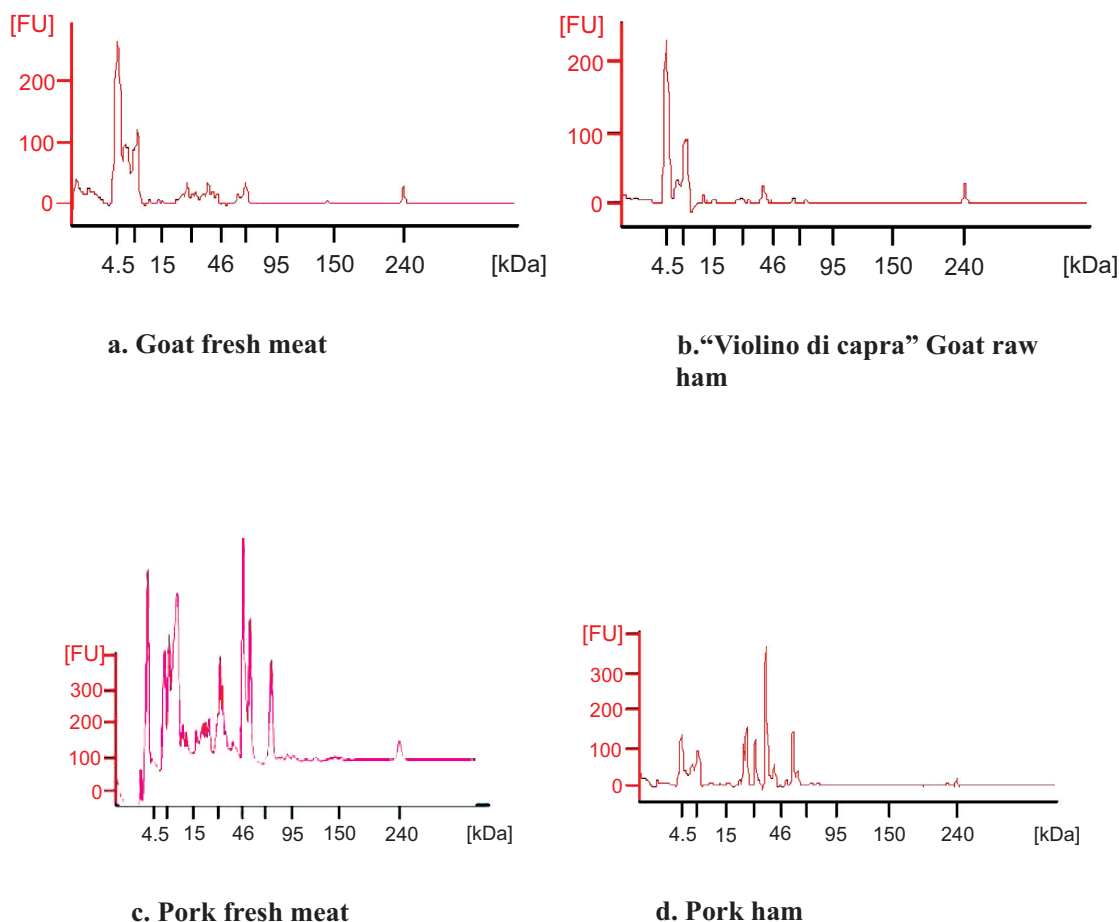 [FU]
200
100
0
4.5 15 46 95 150 240 [kDa]
a. Goat fresh meat
[FU]
200
100
0
4.5 15 46 95 150 240 [kDa]
b.“Violino di capra” Goat raw
ham
[FU]
300
200
100
0
4.5 15 46 95 150 240 [kDa]
c. Pork fresh meat
[FU]
300
200
100
0
4.5 15 46 95 150 240 [kDa]
d. Pork ham